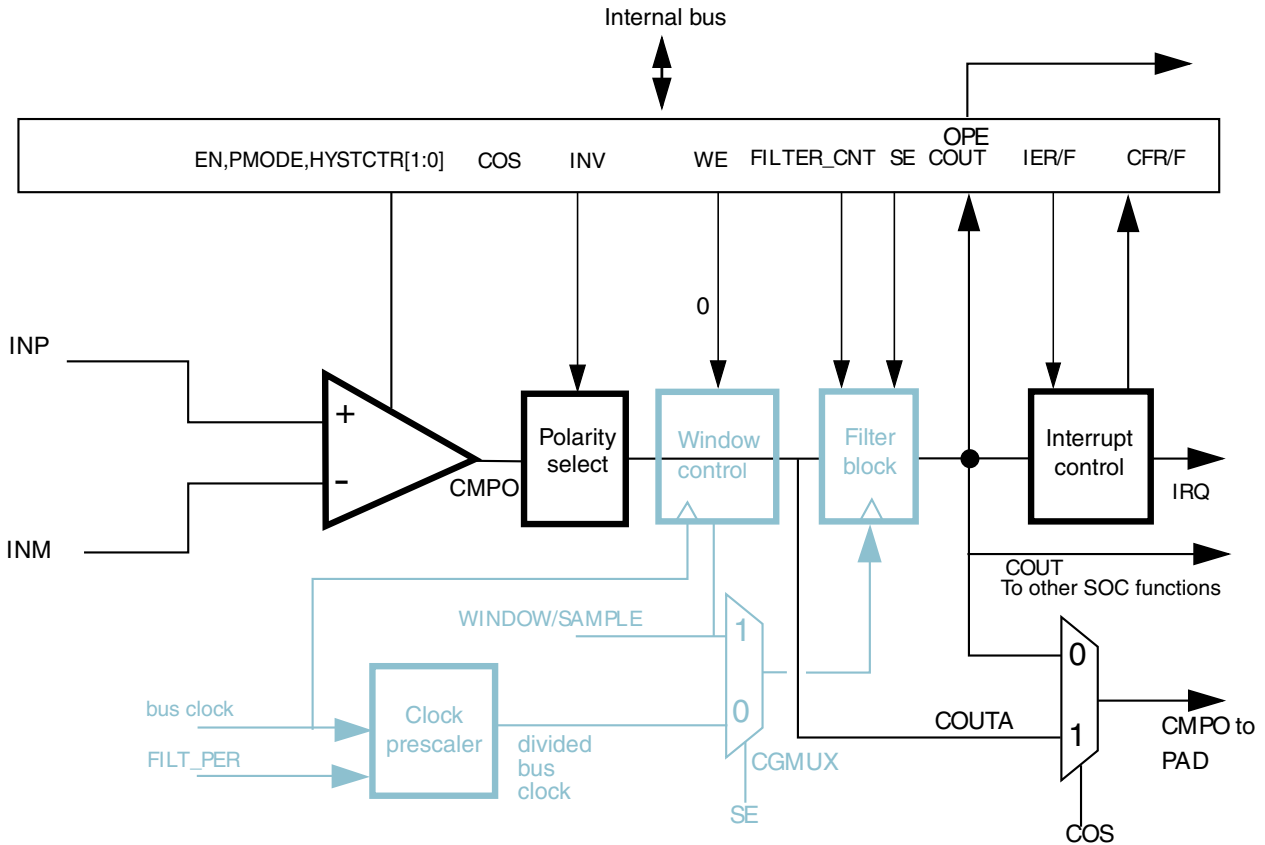 Internal bus
OPE
EN,PMODE,HYSTCTR[1:0] COS INV WE FILTER_CNT SE COUT IER/F CFR/F
0
INP
+
-
INM
CMPO
Polarity
select
Window
control
Filter
block
Interrupt
control
IRQ
COUT
To other SOC functions
WINDOW/SAMPLE
1
0
CGMUX
SE
bus clock
FILT_PER
Clock
prescaler
divided
bus
clock
COUTA
0
1
CMPO to
PAD
COS